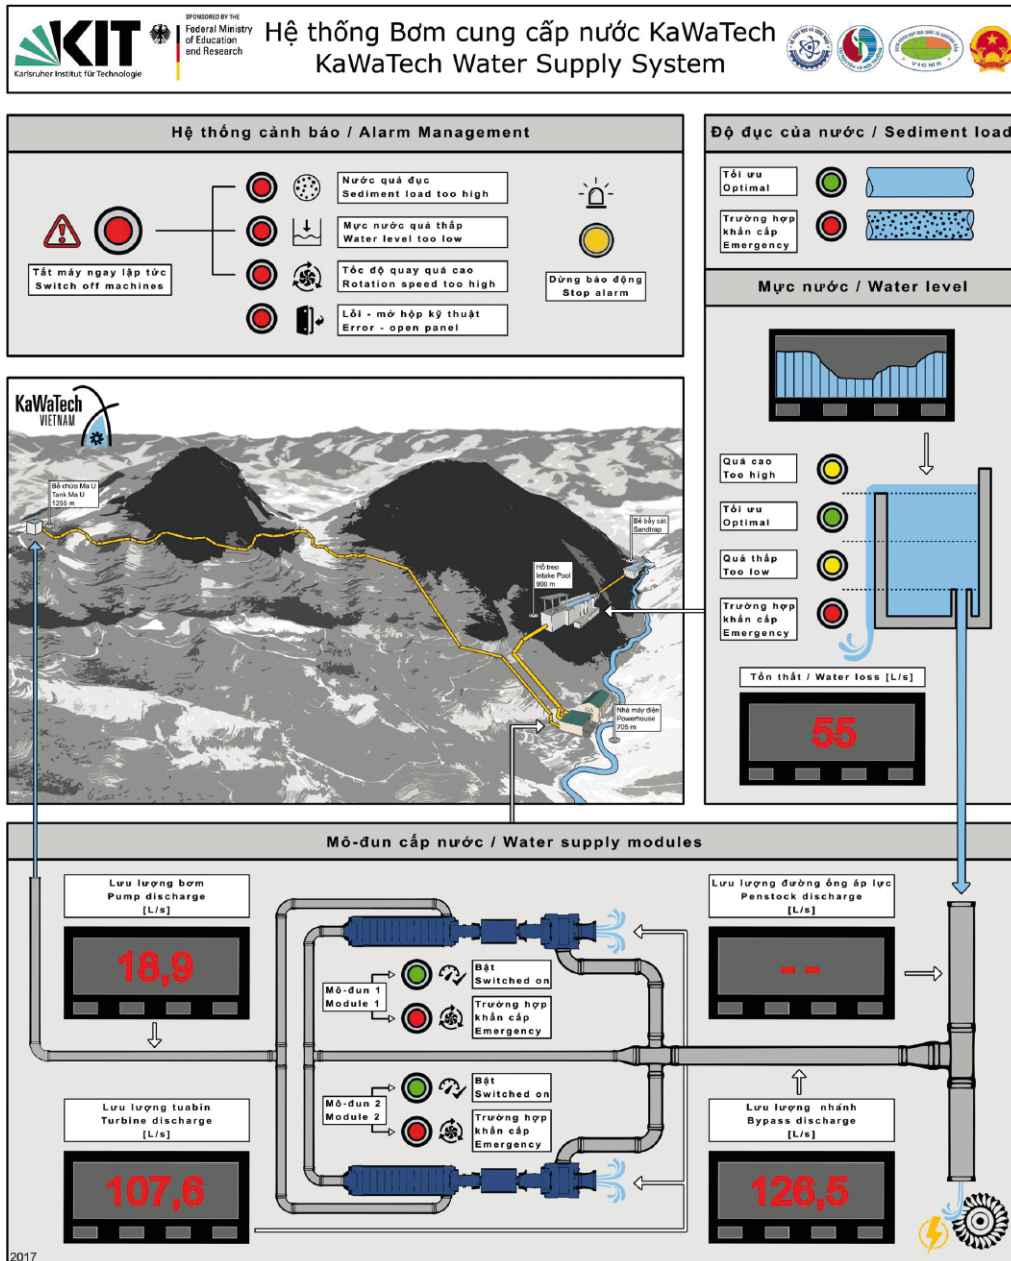 KIT
Karlsruher Institut für Technologie
SPONSORED BY THE
Federal Ministry
of Education
and Research
Hệ thống Bơm cung cấp nước KaWaTech
KaWaTech Water Supply System
Hệ thống cảnh báo / Alarm Management
Tắt máy ngay lập tức
Switch off machines
Nước quá đục
Sediment load too high
Mực nước quá thấp
Water level too low
Tốc độ quay quá cao
Rotation speed too high
Lỗi - mở hộp kỹ thuật
Error - open panel
Dừng báo động
Stop alarm
Độ đục của nước / Sediment load
Tối ưu
Optimal
Trường hợp
khẩn cấp
Emergency
Mực nước / Water level
Quá cao
Too high
Tối ưu
Optimal
Quá thấp
Too low
Trường hợp
khẩn cấp
Emergency
Tổn thất / Water loss [L/s]
55
KaWaTech
VIETNAM
Bể chứa Ma U
Tank Ma U
1255 m
Bể bẫy cát
Sandtrap
Hồ treo
Intake Pool
900 m
Nhà máy điện
Powerhouse
705 m
Mô-đun cấp nước / Water supply modules
Lưu lượng bơm
Pump discharge
[L/s]
18,9
Mô-đun 1
Module 1
Bật
Switched on
Trường hợp
khẩn cấp
Emergency
Lưu lượng đường ống áp lực
Penstock discharge
[L/s]
--
Lưu lượng tuabin
Turbine discharge
[L/s]
107,6
Mô-đun 2
Module 2
Bật
Switched on
Trường hợp
khẩn cấp
Emergency
Lưu lượng nhánh
Bypass discharge
[L/s]
126,5
2017